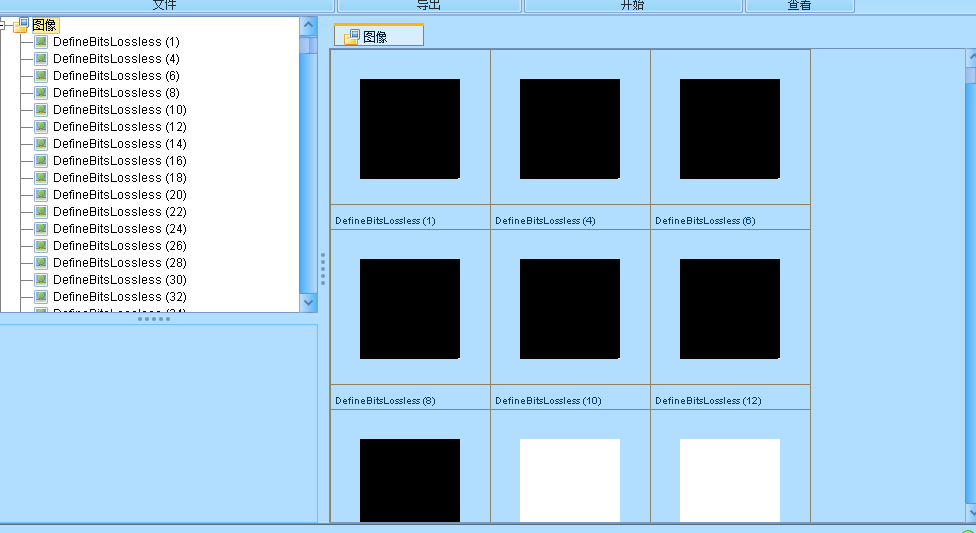 文件 导出 开始 查看
图像
DefineBitsLossless (1)
DefineBitsLossless (4)
DefineBitsLossless (6)
DefineBitsLossless (8)
DefineBitsLossless (10)
DefineBitsLossless (12)
DefineBitsLossless (14)
DefineBitsLossless (16)
DefineBitsLossless (18)
DefineBitsLossless (20)
DefineBitsLossless (22)
DefineBitsLossless (24)
DefineBitsLossless (26)
DefineBitsLossless (28)
DefineBitsLossless (30)
DefineBitsLossless (32)
DefineBitsLossless (34)
图像
DefineBitsLossless (1) DefineBitsLossless (4) DefineBitsLossless (6)
DefineBitsLossless (8) DefineBitsLossless (10) DefineBitsLossless (12)